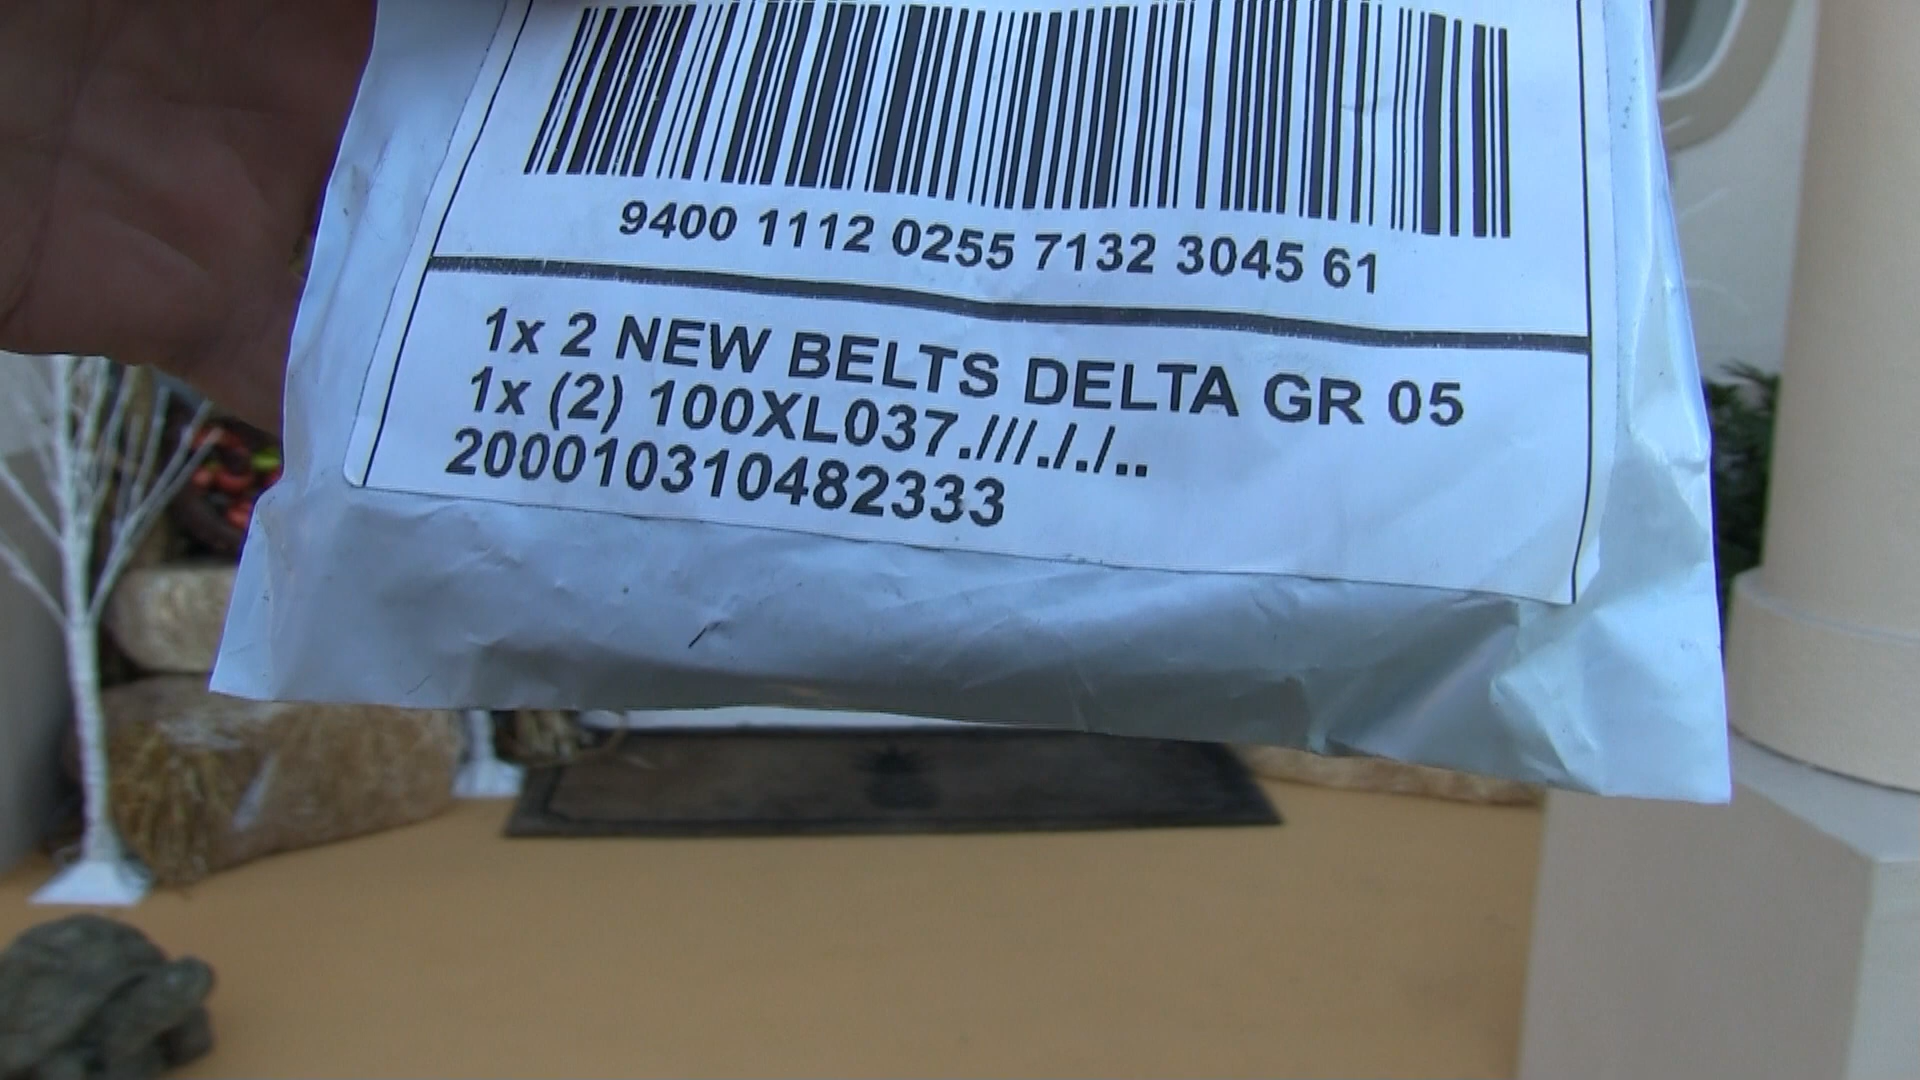 9400 1112 0255 7132 3045 61
1x 2 NEW BELTS DELTA GR 05
1x (2) 100XL037.///././..
200010310482333